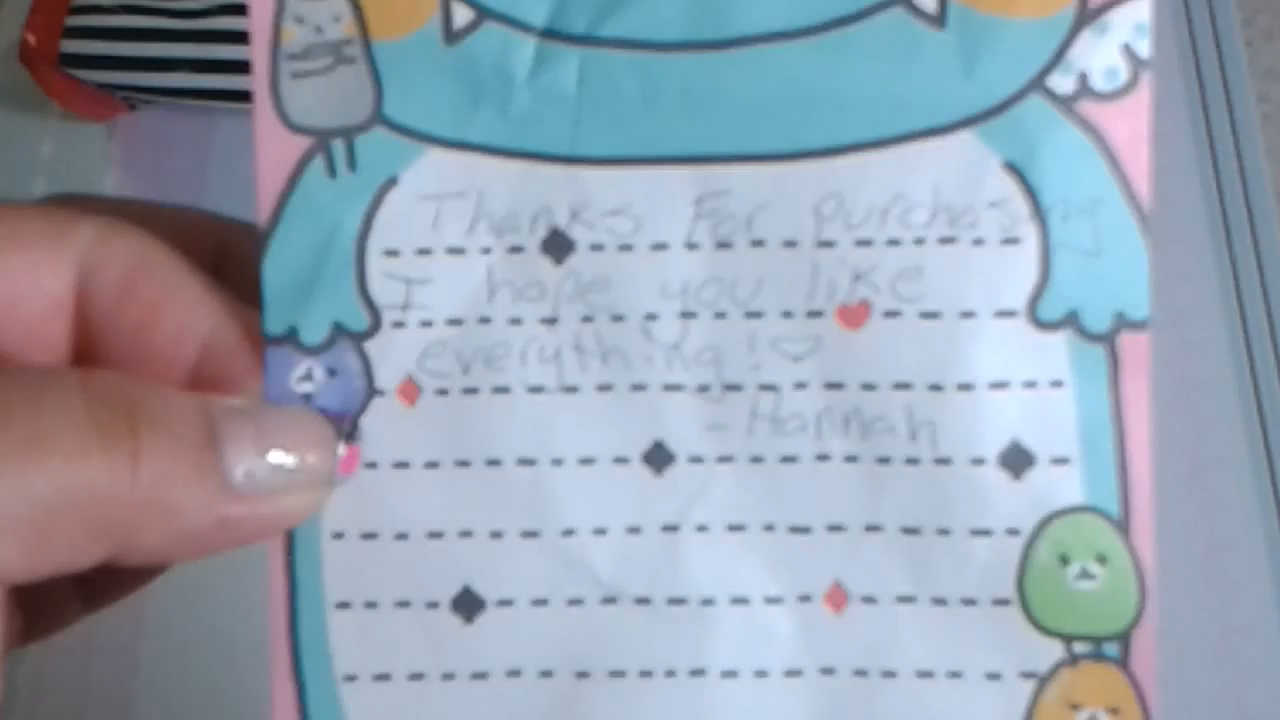 Thanks For purchasing
I hope you like
everything! ♡
- Hannah